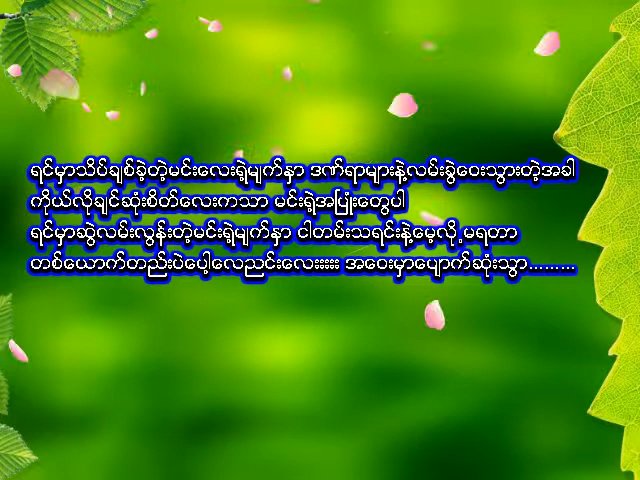 ရင်မှာသိပ်ချစ်ခဲ့တဲ့မင်းလေးရဲ့မျက်နှာ ဒဏ်ရာများနဲ့လမ်းခွဲဝေးသွားတဲ့အခါ
ကိုယ်လိုချင်ဆုံးစိတ်လေးကသာ မင်းရဲ့အပြုံးတွေပါ
ရင်မှာဆွဲလမ်းလွန်းတဲ့မင်းရဲ့မျက်နှာ ငါတမ်းသရင်းနဲ့မေ့လို့မရတာ
တစ်ယောက်တည်းပဲပေါ့လေညင်းလေးးးးး အဝေးမှာပျောက်ဆုံးသွာ.........